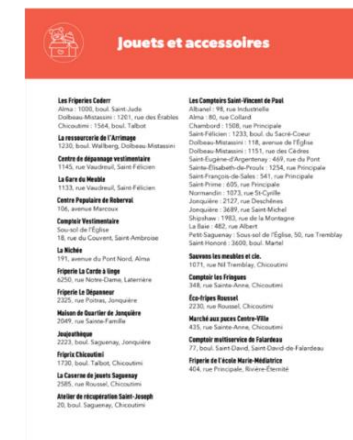 Jouets et accessoires
Les Friperies Coderr
Alma : 1000, boul. Saint-Jude
Dolbeau-Mistassini : 1201, rue des Érables
Chicoutimi : 1564, boul. Talbot
La ressourcerie de l'Arrimage
1230, boul. Wallberg, Dolbeau-Mistassini
Centre de dépannage vestimentaire
1145, rue Vaudreuil, Saint-Félicien
La Gare du Meuble
1133, rue Vaudreuil, Saint-Félicien
Centre Populaire de Roberval
106, avenue Marcoux
Comptoir Vestimentaire
Sous-sol de l'Église
18, rue du Couvent, Saint-Ambroise
La Nichée
191, avenue du Pont Nord, Alma
Friperie La Corde à linge
6250, rue Notre-Dame, Laterrière
Friperie Le Dépanneur
2325, rue Poitras, Jonquière
Maison de Quartier de Jonquière
2049, rue Sainte-Famille
Joujouthèque
2223, boul. Saguenay, Jonquière
Friprix Chicoutimi
1730, boul. Talbot, Chicoutimi
La Caserne de jouets Saguenay
2585, rue Roussel, Chicoutimi
Atelier de récupération Saint-Joseph
20, boul. Saguenay, Chicoutimi
Les Comptoirs Saint-Vincent de Paul
Albanel : 98, rue Industrielle
Alma : 80, rue Collard
Chambord : 1508, rue Principale
Saint-Félicien : 1233, boul. du Sacré-Coeur
Dolbeau-Mistassini : 118, avenue de l'Église
Dolbeau-Mistassini : 1151, rue des Cèdres
Saint-Eugène-d'Argentenay : 469, rue du Pont
Sainte-Élisabeth-de-Proulx : 1254, rue Principale
Saint-François-de-Sales : 541, rue Principale
Saint-Prime : 605, rue Principale
Normandin : 1073, rue St-Cyrille
Jonquière : 2127, rue Deschênes
Jonquière : 3689, rue Saint-Michel
Shipshaw : 1983, rue de la Montagne
La Baie : 482, rue Albert
Petit-Saguenay : Sous-sol de l'Église, 50, rue Tremblay
Saint-Honoré : 3600, boul. Martel
Sauvons les meubles et cie.
1071, rue Nil-Tremblay, Chicoutimi
Comptoir les Fringues
348, rue Sainte-Anne, Chicoutimi
Éco-fripes Roussel
2230, rue Roussel, Chicoutimi
Marché aux puces Centre-Ville
435, rue Sainte-Anne, Chicoutimi
Comptoir multiservice de Falardeau
77, boul. Saint-David, Saint-David-de-Falardeau
Friperie de l'école Marie-Médiatrice
404, rue Principale, Rivière-Éternité